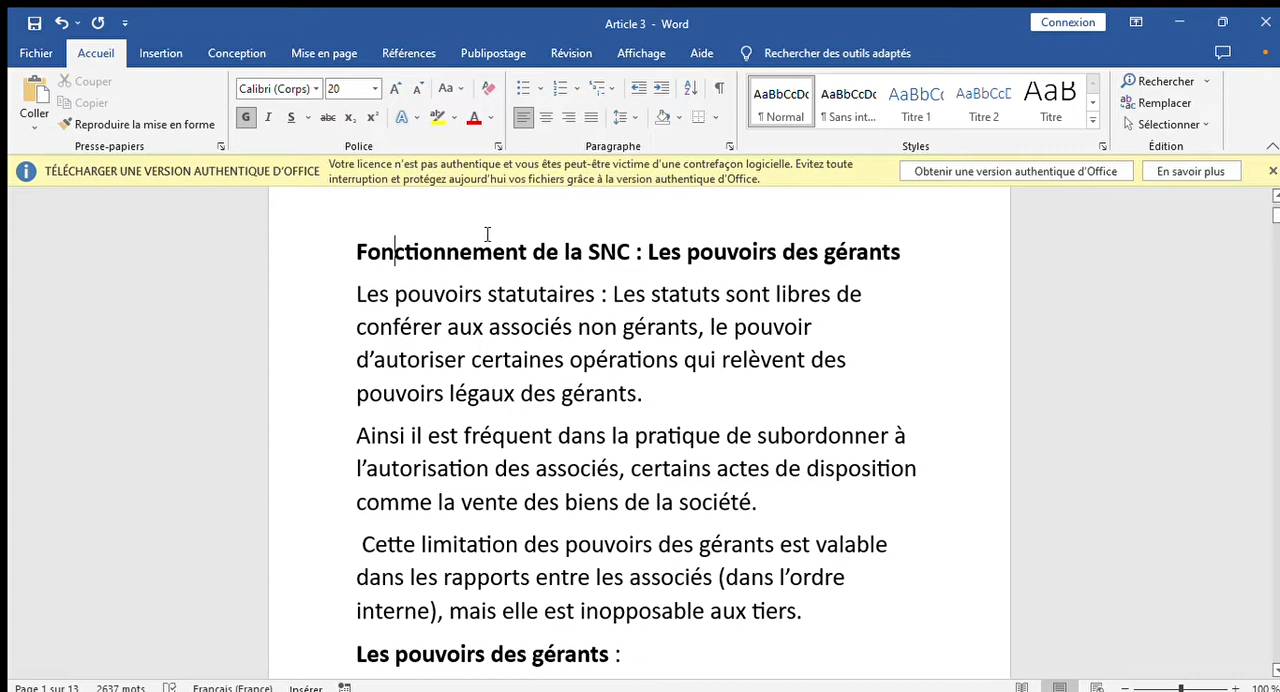 Article 3 - Word
Connexion
Fichier Accueil Insertion Conception Mise en page Références Publipostage Révision Affichage Aide Rechercher des outils adaptés
Coller
Couper
Copier
Reproduire la mise en forme
Presse-papiers
Calibri (Corps) 20
A A Aa
G I S abc x₂ x² A A
Police
Paragraphe
AaBbCcDc AaBbCcDc AaBbCc AaBbCcD AaB
¶ Normal ¶ Sans int... Titre 1 Titre 2 Titre
Styles
Rechercher
Remplacer
Sélectionner
Édition
TÉLÉCHARGER UNE VERSION AUTHENTIQUE D'OFFICE
Votre licence n'est pas authentique et vous êtes peut-être victime d'une contrefaçon logicielle. Evitez toute
interruption et protégez aujourd'hui vos fichiers grâce à la version authentique d'Office.
Obtenir une version authentique d'Office
En savoir plus
Fonctionnement de la SNC : Les pouvoirs des gérants
Les pouvoirs statutaires : Les statuts sont libres de
conférer aux associés non gérants, le pouvoir
d'autoriser certaines opérations qui relèvent des
pouvoirs légaux des gérants.
Ainsi il est fréquent dans la pratique de subordonner à
l'autorisation des associés, certains actes de disposition
comme la vente des biens de la société.
Cette limitation des pouvoirs des gérants est valable
dans les rapports entre les associés (dans l'ordre
interne), mais elle est inopposable aux tiers.
Les pouvoirs des gérants :
Page 1 sur 13 2637 mots Français (France) Insérer 100 %